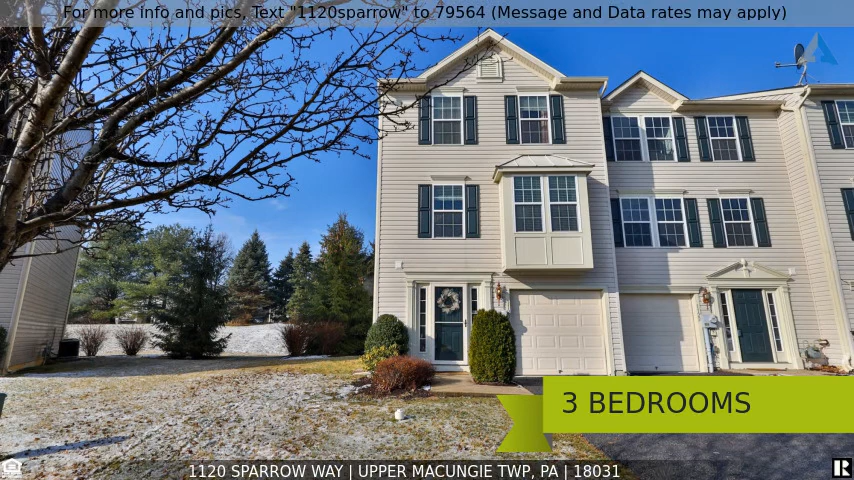 For more info and pics, Text "1120sparrow" to 79564 (Message and Data rates may apply)
3 BEDROOMS
1120 SPARROW WAY | UPPER MACUNGIE TWP, PA | 18031